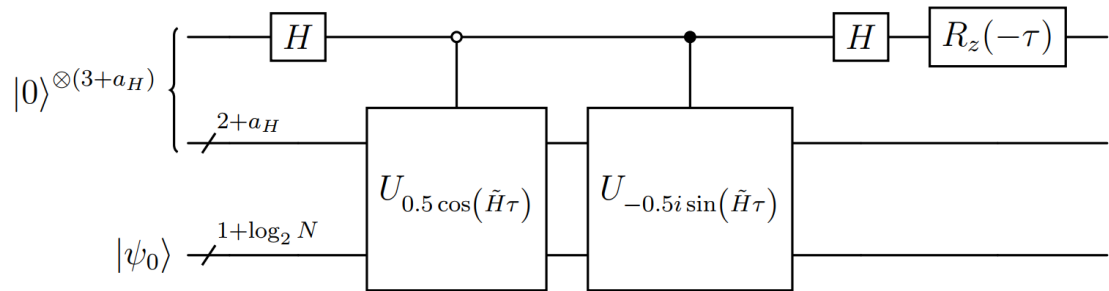 H H R_z(−τ)
|0⟩^{⊗(3+a_H)}
2+a_H
U_{0.5 cos(H̃τ)} U_{−0.5i sin(H̃τ)}
1+log_2 N
|ψ_0⟩